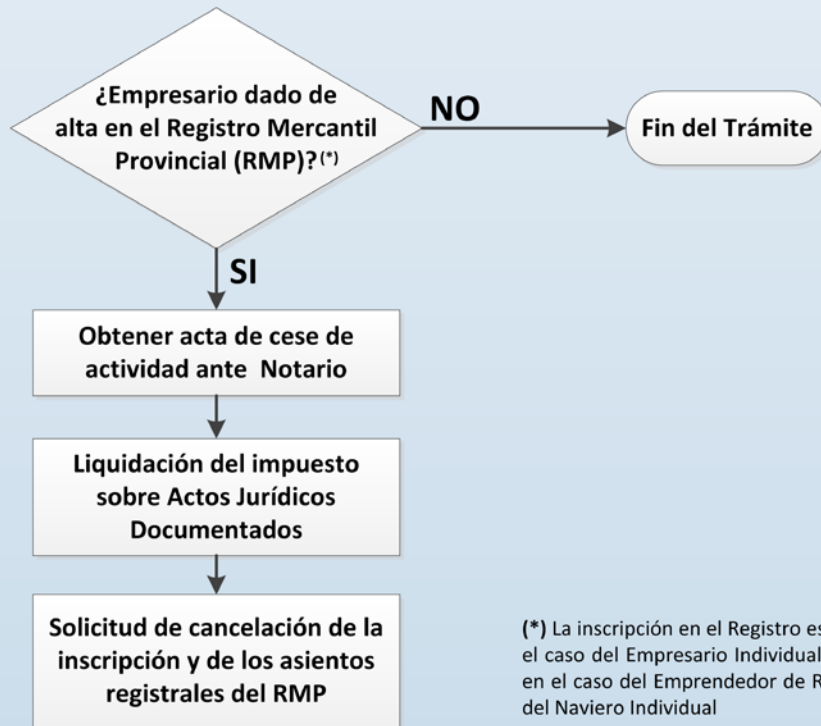 ¿Empresario dado de
alta en el Registro Mercantil
Provincial (RMP)?(*)
NO
Fin del Trámite
SI
Obtener acta de cese de
actividad ante Notario
Liquidación del impuesto
sobre Actos Jurídicos
Documentados
Solicitud de cancelación de la
inscripción y de los asientos
registrales del RMP
(*) La inscripción en el Registro es
el caso del Empresario Individual
en el caso del Emprendedor de
del Naviero Individual